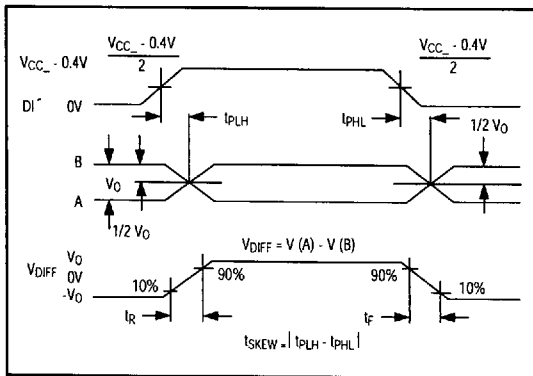 VCC_ - 0.4V
2
VCC_ - 0.4V
2
VCC_ - 0.4V
DI´ 0V
tPLH
tPHL
1/2 VO
B
VO
A
1/2 VO
VDIFF = V (A) - V (B)
VO
VDIFF 0V
-VO
10%
90%
90%
10%
tR
tF
tSKEW = | tPLH - tPHL |